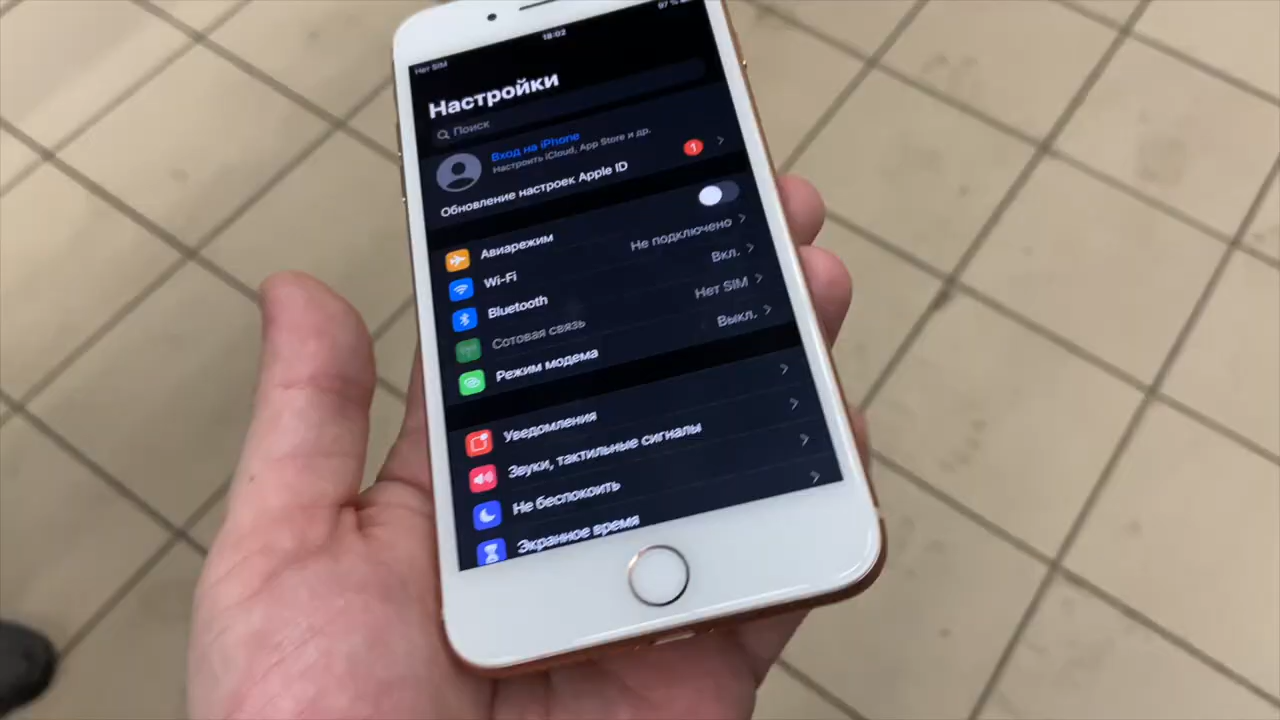 Нет SIM
18:02
97 %
Настройки
Поиск
Вход на iPhone
Настроить iCloud, App Store и др.
Обновление настроек Apple ID
1
Авиарежим
Wi-Fi
Не подключено
Bluetooth
Вкл.
Сотовая связь
Нет SIM
Режим модема
Выкл.
Уведомления
Звуки, тактильные сигналы
Не беспокоить
Экранное время